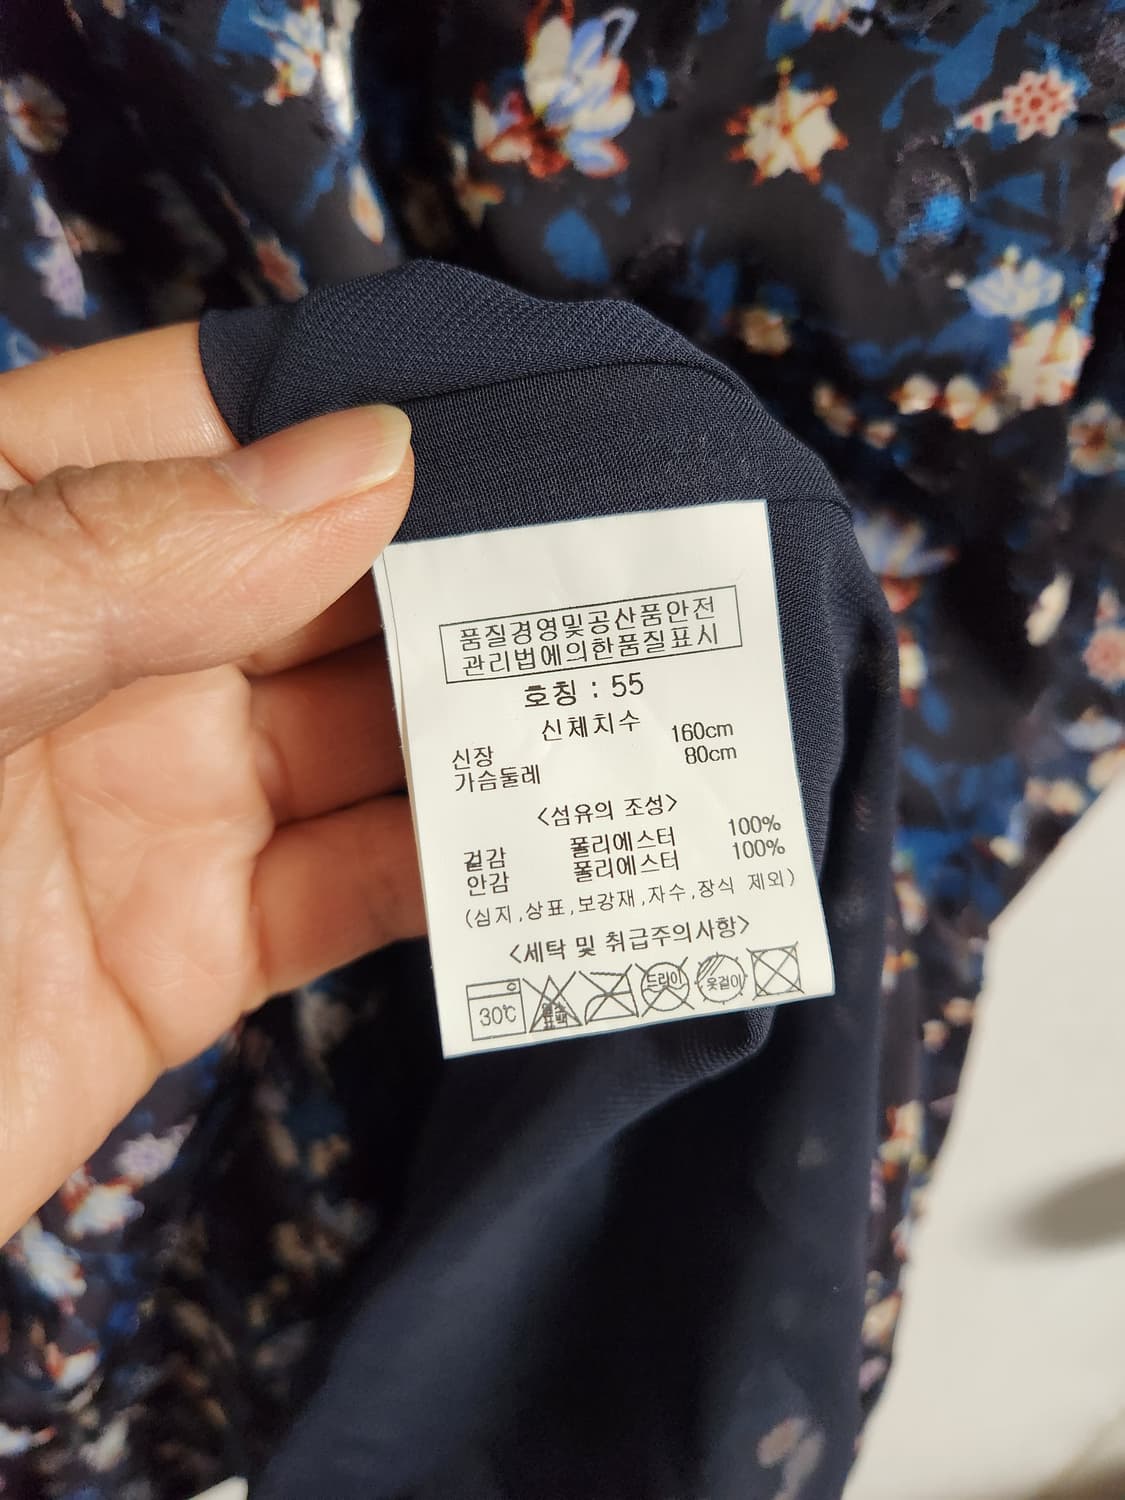 품질경영및공산품안전
관리법에의한품질표시
호칭 : 55
신체치수
신장 160cm
가슴둘레 80cm
<섬유의 조성>
겉감 폴리에스터 100%
안감 폴리에스터 100%
(심지,상표,보강재,자수,장식 제외)
<세탁 및 취급주의사항>
30℃ 염소 표백 드라이 옷걸이